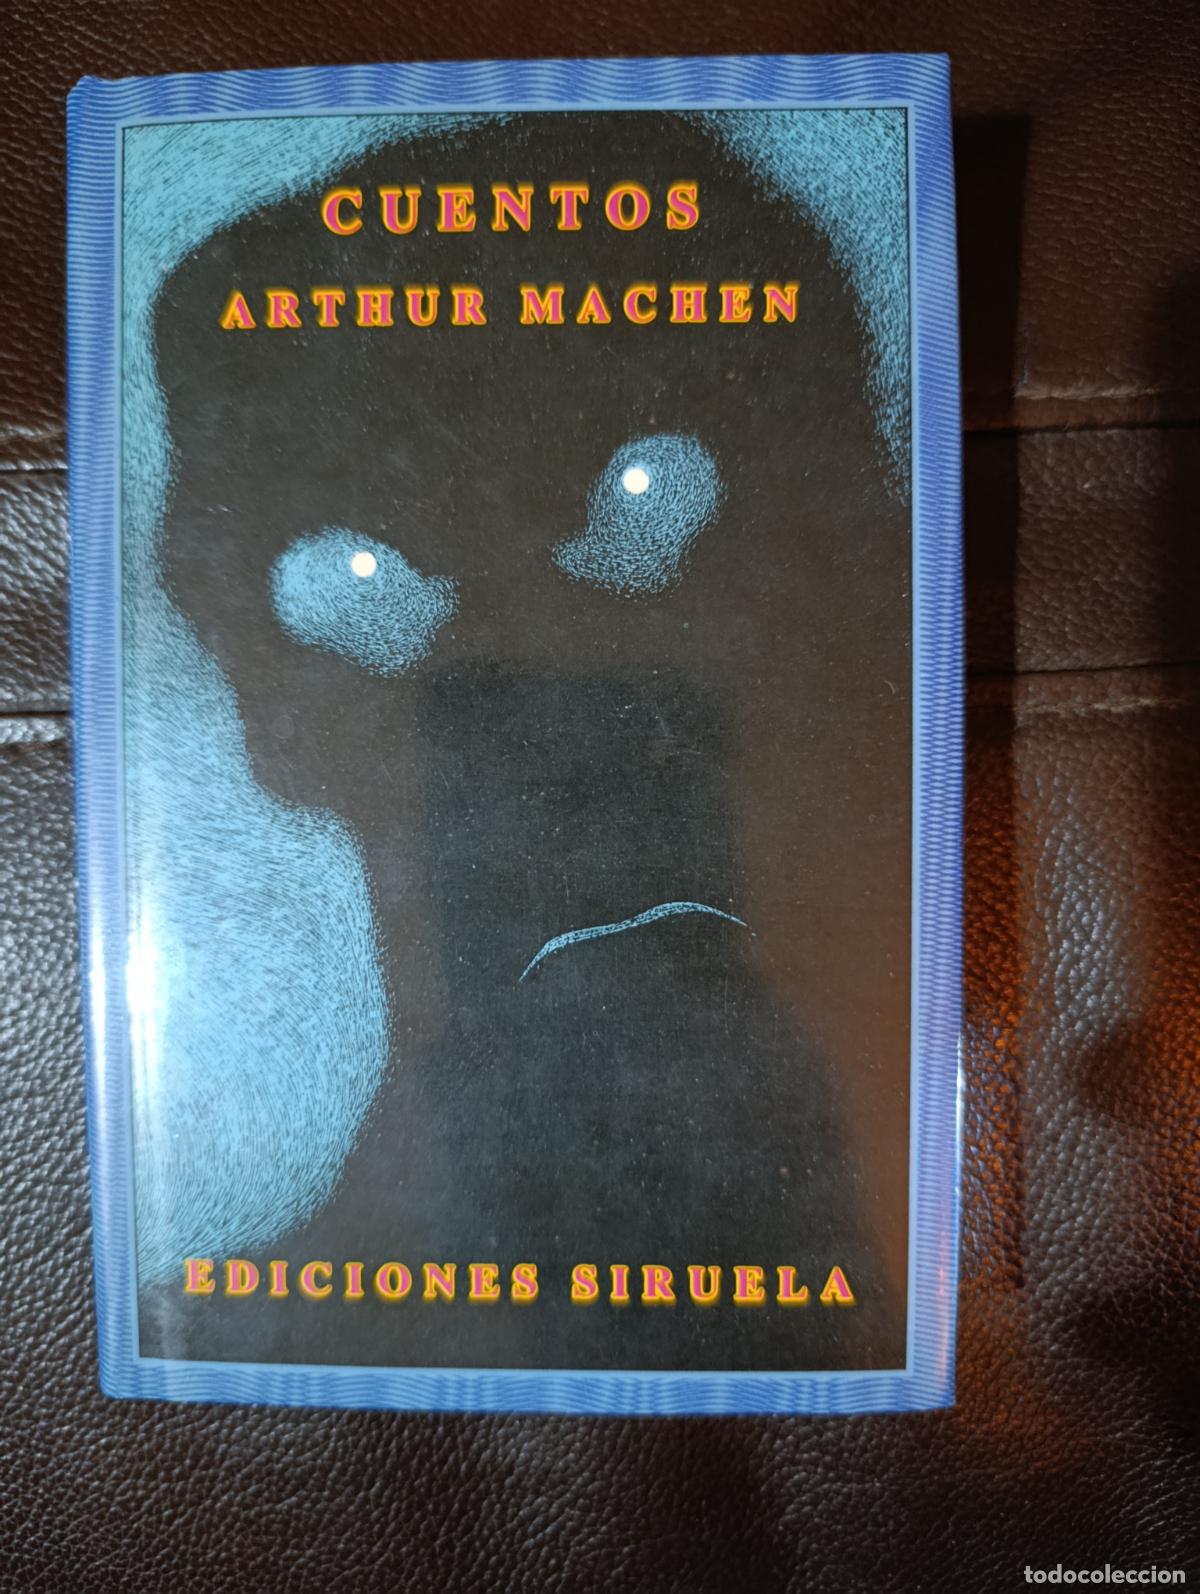 CUENTOS
ARTHUR MACHEN
EDICIONES SIRUELA
todocoleccion